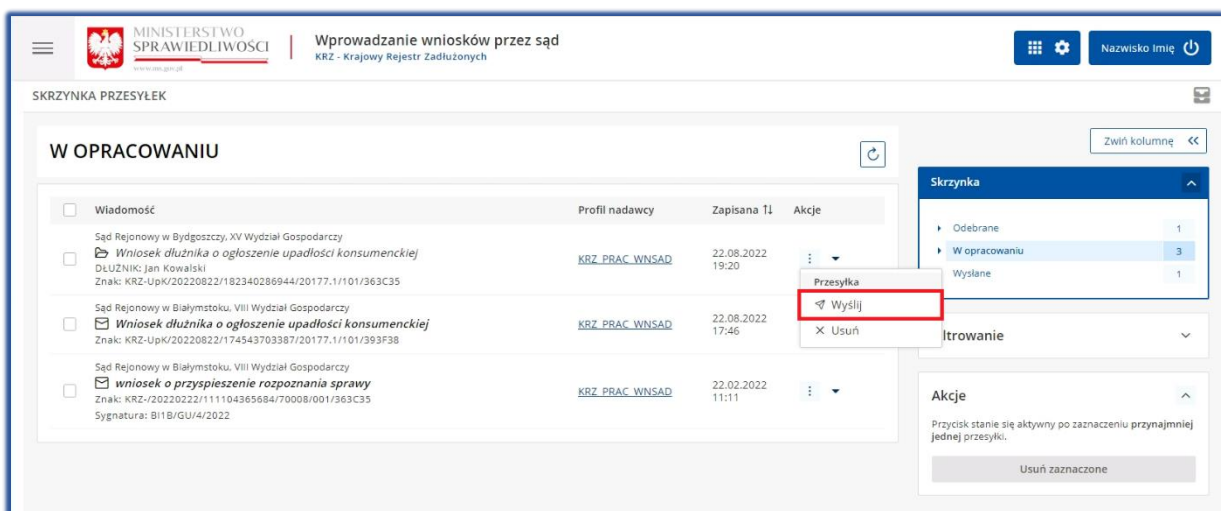 MINISTERSTWO
SPRAWIEDLIWOŚCI
www.ms.gov.pl
Wprowadzanie wniosków przez sąd
KRZ - Krajowy Rejestr Zadłużonych
Nazwisko Imię
SKRZYNKA PRZESYŁEK
W OPRACOWANIU
Zwiń kolumnę
Wiadomość Profil nadawcy Zapisana Akcje
Sąd Rejonowy w Bydgoszczy, XV Wydział Gospodarczy
Wniosek dłużnika o ogłoszenie upadłości konsumenckiej
DŁUŻNIK: Jan Kowalski
Znak: KRZ-UpK/20220822/182340286944/20177.1/101/363C35
KRZ_PRAC_WNSAD
22.08.2022
19:20
Przesyłka
Wyślij
Usuń
Sąd Rejonowy w Białymstoku, VIII Wydział Gospodarczy
Wniosek dłużnika o ogłoszenie upadłości konsumenckiej
Znak: KRZ-UpK/20220822/174543703387/20177.1/101/393F38
KRZ_PRAC_WNSAD
22.08.2022
17:46
Sąd Rejonowy w Białymstoku, VIII Wydział Gospodarczy
wniosek o przyspieszenie rozpoznania sprawy
Znak: KRZ-/20220222/111104365684/70008/001/363C35
Sygnatura: BI1B/GU/4/2022
KRZ_PRAC_WNSAD
22.02.2022
11:11
Skrzynka
Odebrane 1
W opracowaniu 3
Wysłane 1
ltrowanie
Akcje
Przycisk stanie się aktywny po zaznaczeniu przynajmniej
jednej przesyłki.
Usuń zaznaczone